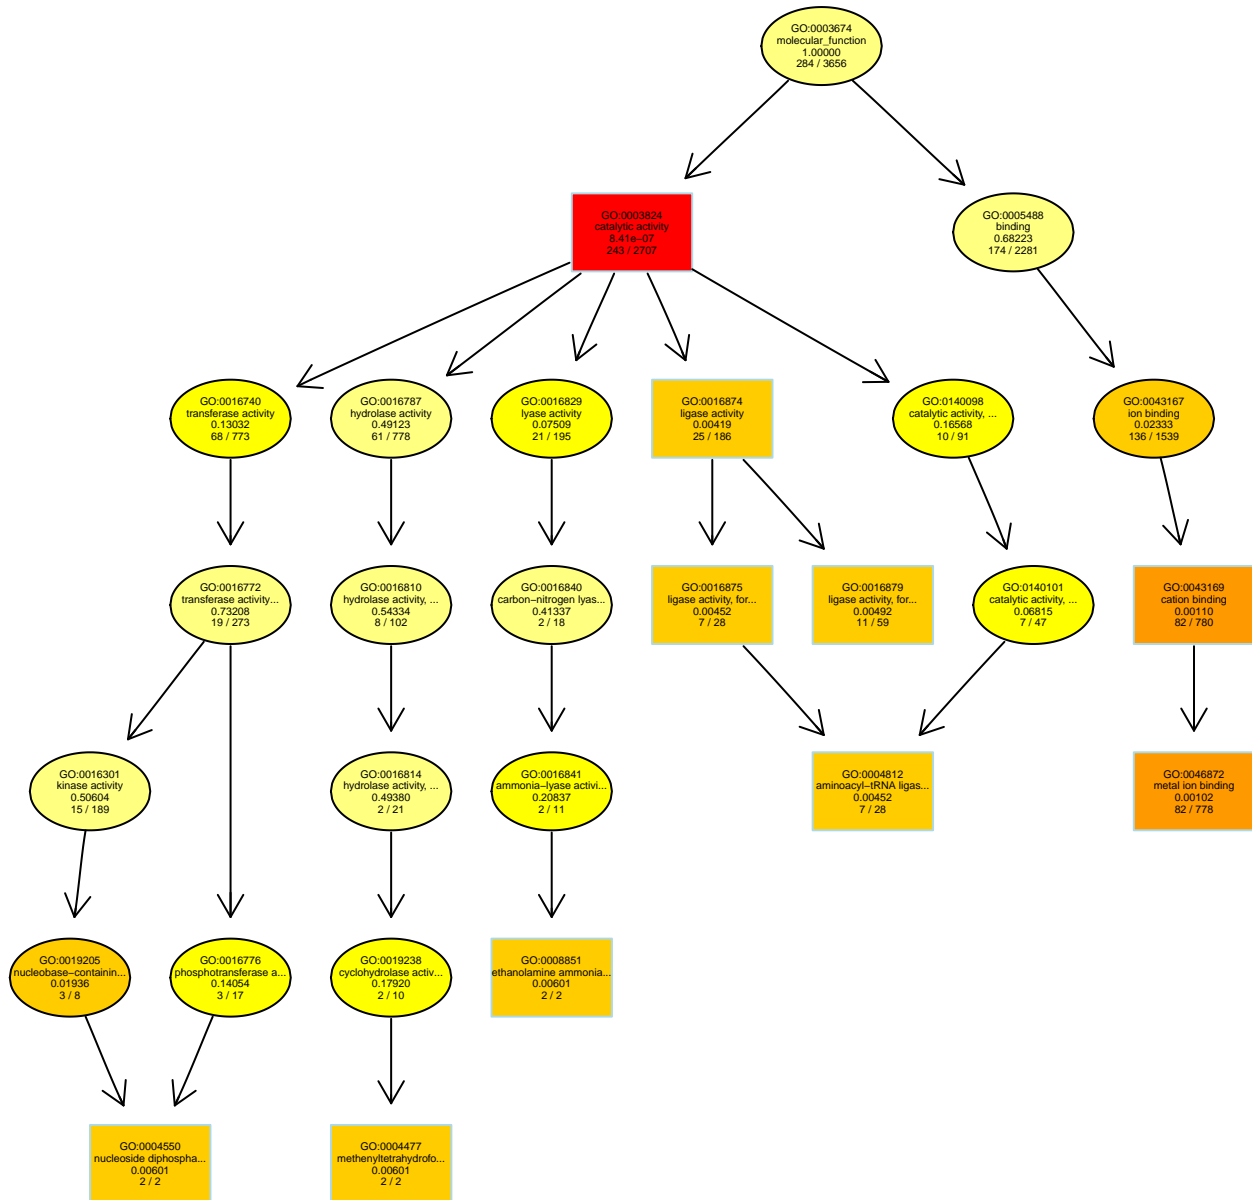 GO:0003674
molecular_function
1.00000
284 / 3656
GO:0003824
catalytic activity
8.41e−07
243 / 2707
GO:0005488
binding
0.68223
174 / 2281
GO:0016740
transferase activity
0.13032
68 / 773
GO:0016787
hydrolase activity
0.49123
61 / 778
GO:0016829
lyase activity
0.07509
21 / 195
GO:0016874
ligase activity
0.00419
25 / 186
GO:0140098
catalytic activity, ...
0.16568
10 / 91
GO:0043167
ion binding
0.02333
136 / 1539
GO:0016772
transferase activity...
0.73208
19 / 273
GO:0016810
hydrolase activity, ...
0.54334
8 / 102
GO:0016840
carbon−nitrogen lyas...
0.41337
2 / 18
GO:0016875
ligase activity, for...
0.00452
7 / 28
GO:0016879
ligase activity, for...
0.00492
11 / 59
GO:0140101
catalytic activity, ...
0.06815
7 / 47
GO:0043169
cation binding
0.00110
82 / 780
GO:0016301
kinase activity
0.50604
15 / 189
GO:0016814
hydrolase activity, ...
0.49380
2 / 21
GO:0016841
ammonia−lyase activi...
0.20837
2 / 11
GO:0004812
aminoacyl−tRNA ligas...
0.00452
7 / 28
GO:0046872
metal ion binding
0.00102
82 / 778
GO:0019205
nucleobase−containin...
0.01936
3 / 8
GO:0016776
phosphotransferase a...
0.14054
3 / 17
GO:0019238
cyclohydrolase activ...
0.17920
2 / 10
GO:0008851
ethanolamine ammonia...
0.00601
2 / 2
GO:0004550
nucleoside diphospha...
0.00601
2 / 2
GO:0004477
methenyltetrahydrofo...
0.00601
2 / 2